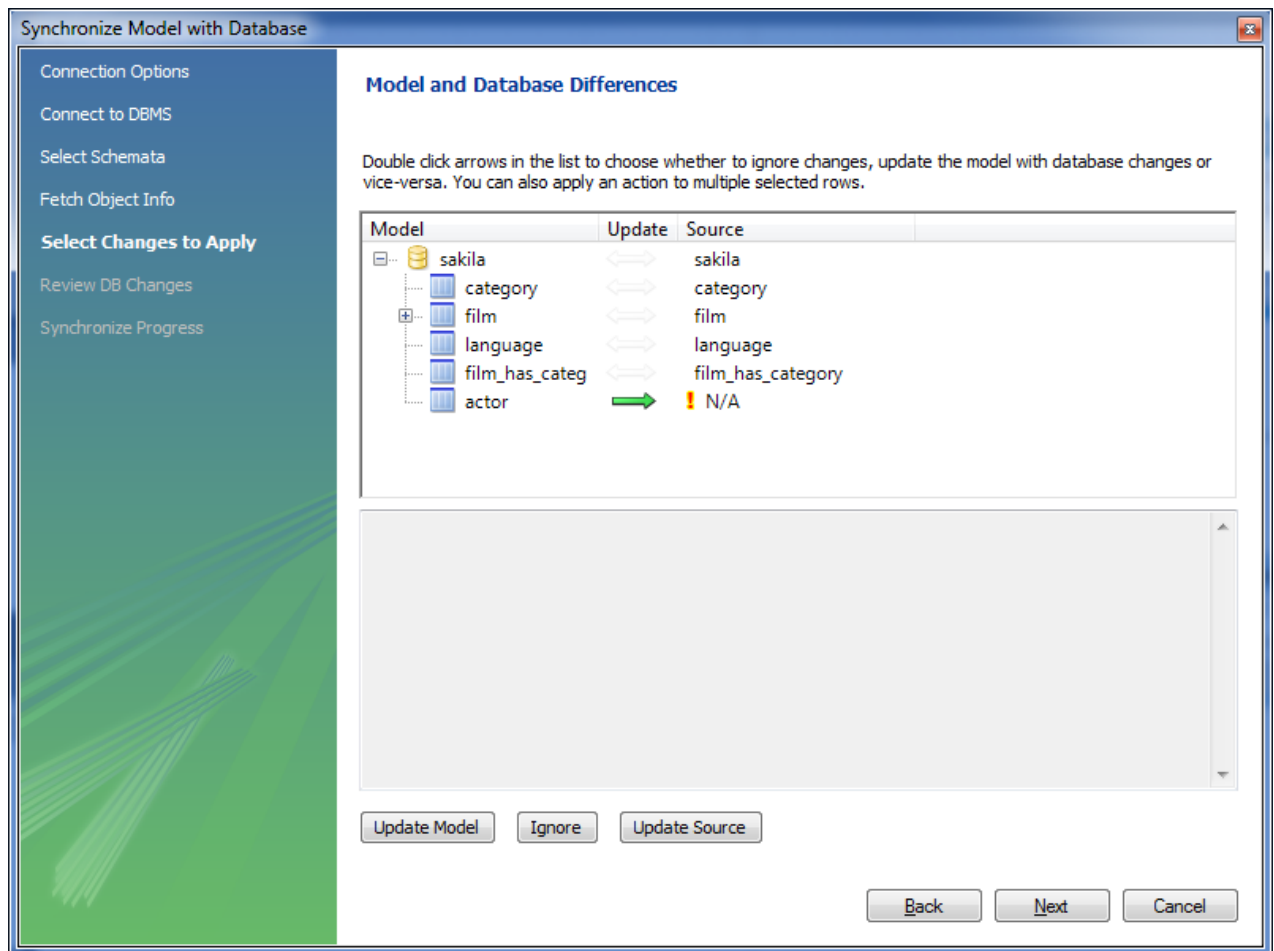 Synchronize Model with Database
Connection Options
Connect to DBMS
Select Schemata
Fetch Object Info
Select Changes to Apply
Review DB Changes
Synchronize Progress
Model and Database Differences
Double click arrows in the list to choose whether to ignore changes, update the model with database changes or
vice-versa. You can also apply an action to multiple selected rows.
Model Update Source
sakila sakila
category category
film film
language language
film_has_categ film_has_category
actor ! N/A
Update Model Ignore Update Source
Back Next Cancel